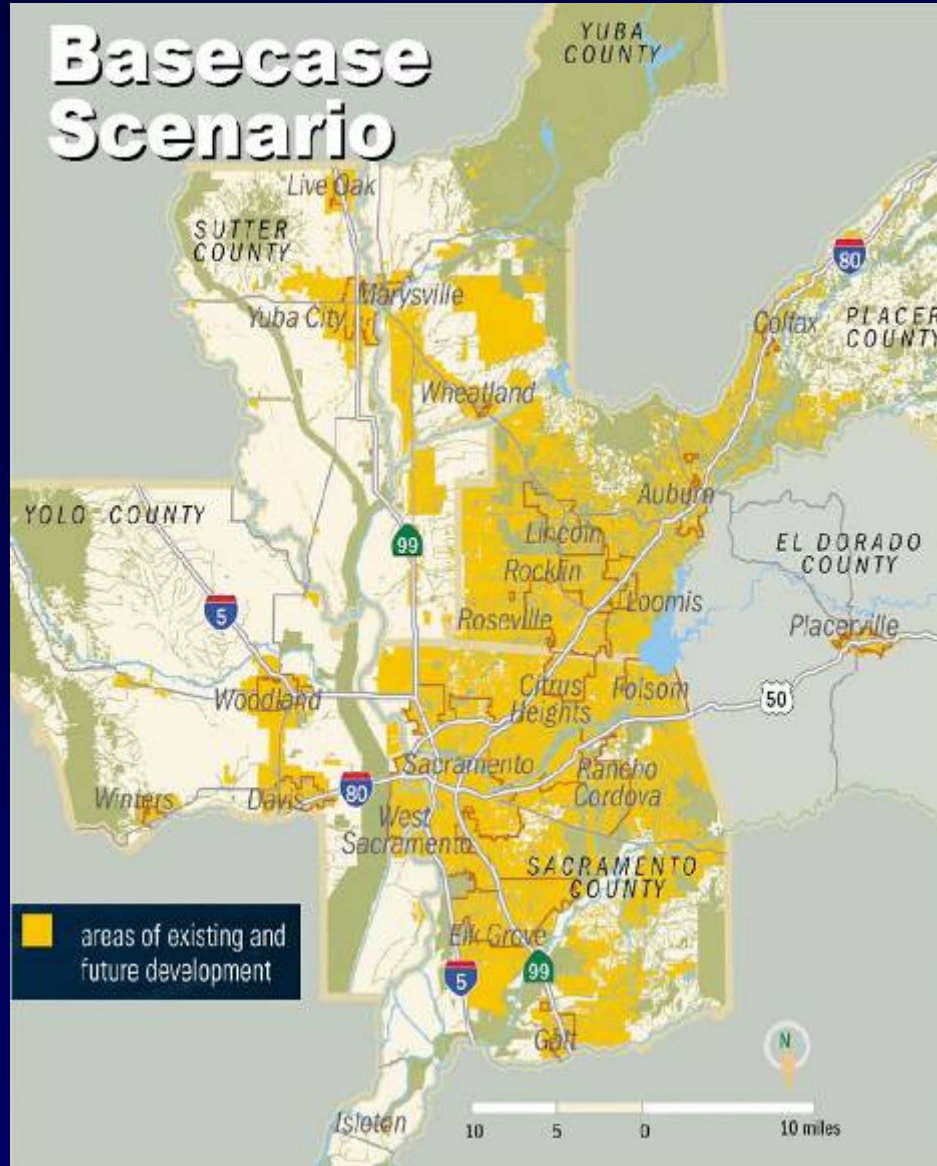 Basecase
Scenario
YUBA
COUNTY
Live Oak
SUTTER
COUNTY
80
Marysville
Yuba City
Colfax
PLACER
COUNTY
Wheatland
Auburn
YOLO COUNTY
99
Lincoln
EL DORADO
COUNTY
Rocklin
Loomis
5
Roseville
Placerville
Woodland
Citrus
Heights
Folsom
50
Sacramento
Rancho
Cordova
Winters
Davis
80
West
Sacramento
SACRAMENTO
COUNTY
areas of existing and
future development
Elk Grove
5
99
Galt
N
Isleton
10 5 0 10 miles